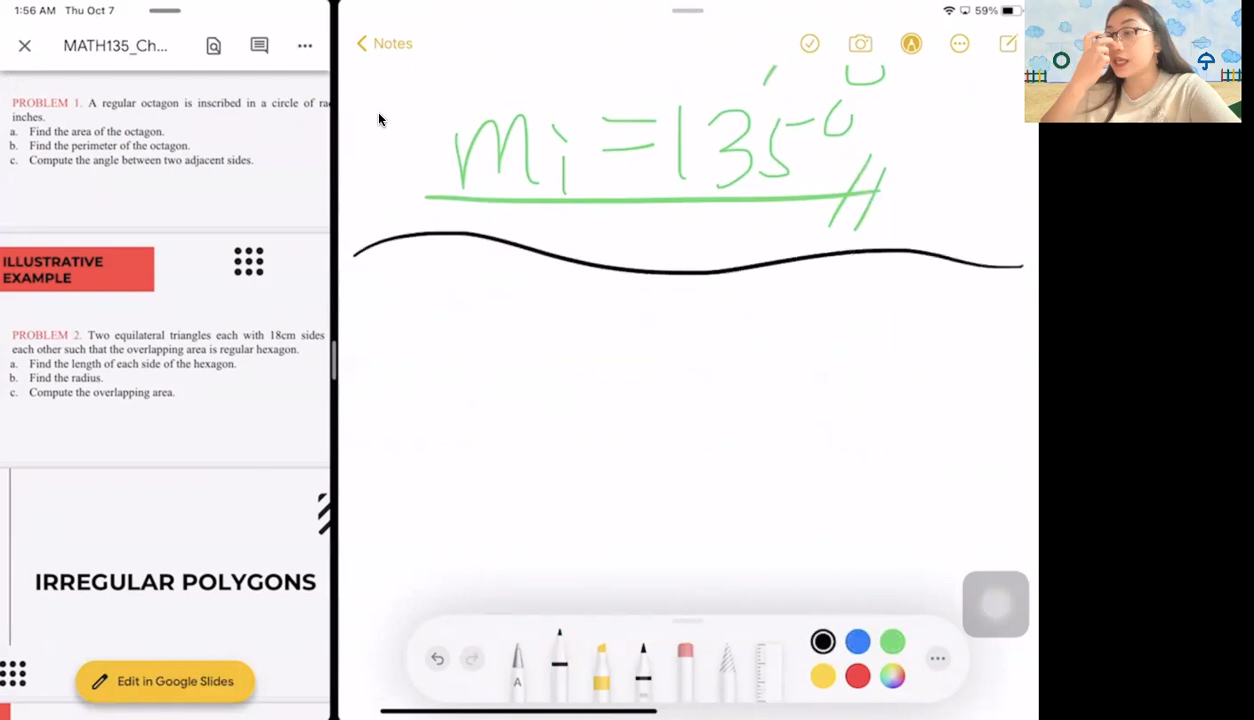 1:56 AM Thu Oct 7
59%
MATH135_Ch...
Notes
PROBLEM 1. A regular octagon is inscribed in a circle of
inches.
a. Find the area of the octagon.
b. Find the perimeter of the octagon.
c. Compute the angle between two adjacent sides.
mi = 135°
ILLUSTRATIVE
EXAMPLE
PROBLEM 2. Two equilateral triangles each with 18cm sides
each other such that the overlapping area is regular hexagon.
a. Find the length of each side of the hexagon.
b. Find the radius.
c. Compute the overlapping area.
IRREGULAR POLYGONS
Edit in Google Slides
A